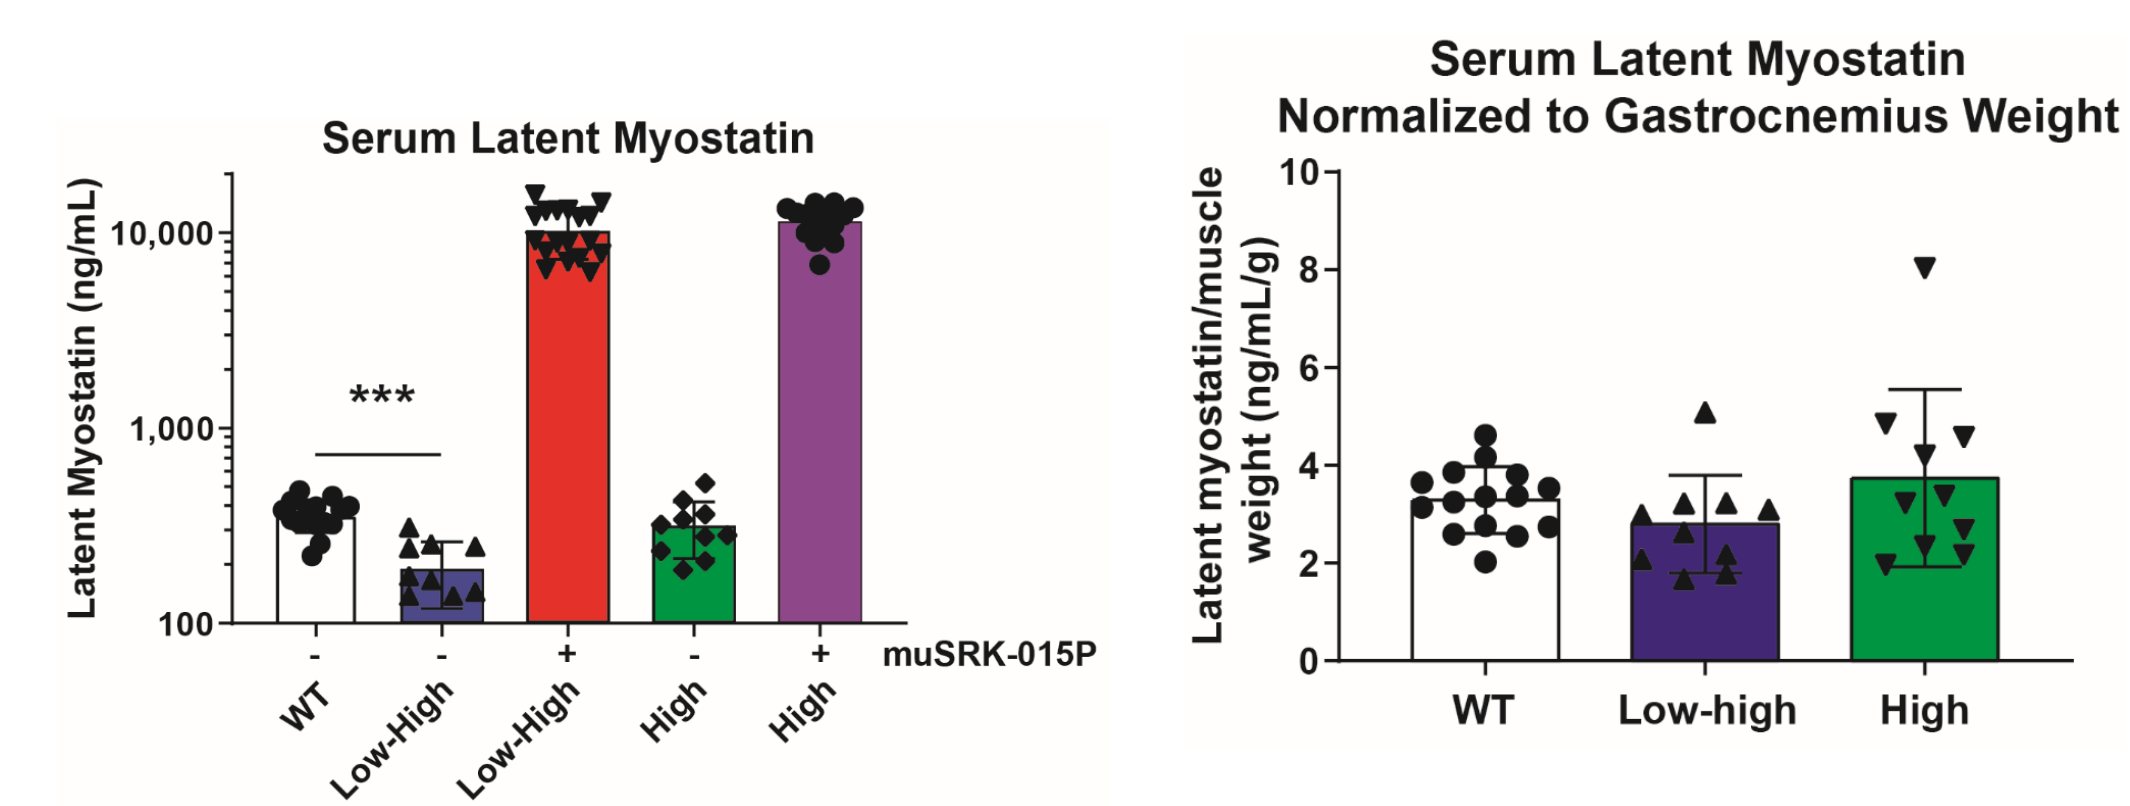 Serum Latent Myostatin
Latent Myostatin (ng/mL)
10,000
1,000
100
***
- - + - + muSRK-015P
WT
Low-High
Low-High
High
High
Serum Latent Myostatin
Normalized to Gastrocnemius Weight
Latent myostatin/muscle
weight (ng/mL/g)
10
8
6
4
2
0
WT Low-high High